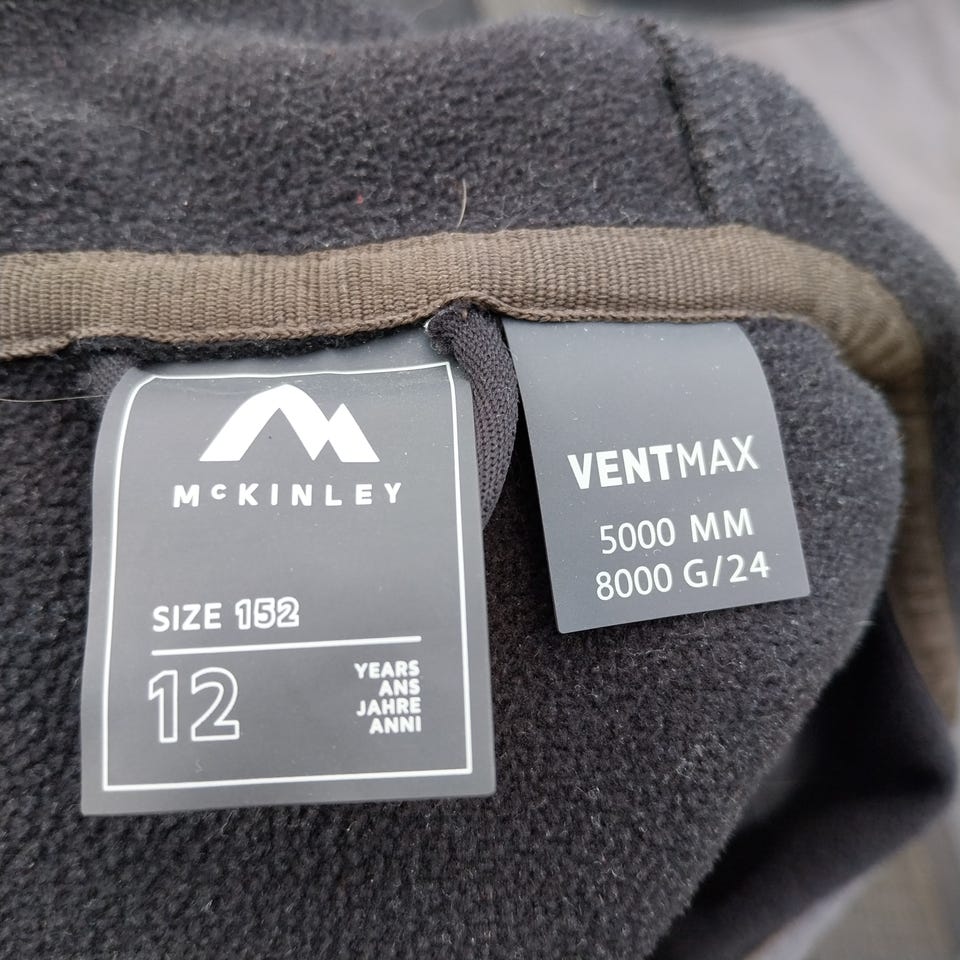 McKINLEY
SIZE 152
12
YEARS
ANS
JAHRE
ANNI
VENTMAX
5000 MM
8000 G/24